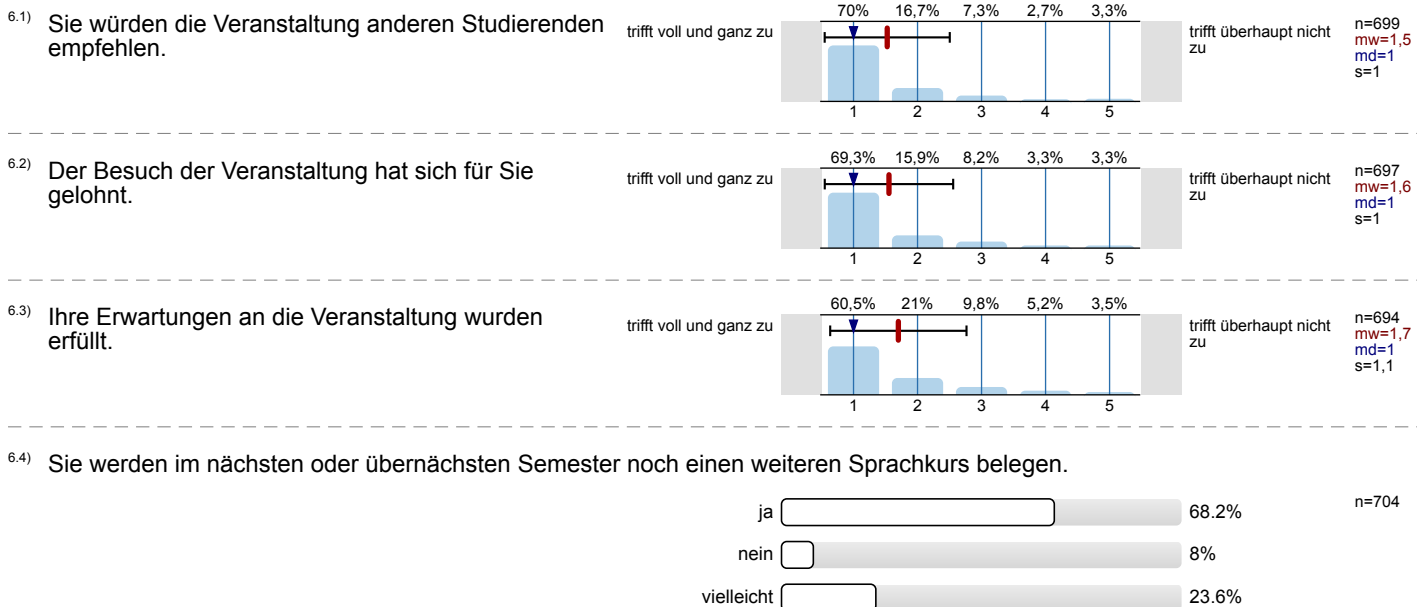 6.1) Sie würden die Veranstaltung anderen Studierenden
empfehlen.
trifft voll und ganz zu
70% 16,7% 7,3% 2,7% 3,3%
1 2 3 4 5
trifft überhaupt nicht
zu
n=699
mw=1,5
md=1
s=1
6.2) Der Besuch der Veranstaltung hat sich für Sie
gelohnt.
trifft voll und ganz zu
69,3% 15,9% 8,2% 3,3% 3,3%
1 2 3 4 5
trifft überhaupt nicht
zu
n=697
mw=1,6
md=1
s=1
6.3) Ihre Erwartungen an die Veranstaltung wurden
erfüllt.
trifft voll und ganz zu
60,5% 21% 9,8% 5,2% 3,5%
1 2 3 4 5
trifft überhaupt nicht
zu
n=694
mw=1,7
md=1
s=1,1
6.4) Sie werden im nächsten oder übernächsten Semester noch einen weiteren Sprachkurs belegen.
ja 68.2% n=704
nein 8%
vielleicht 23.6%